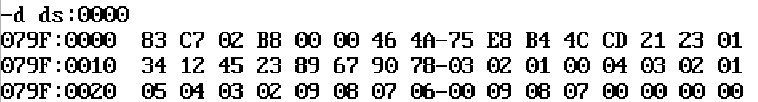 -d ds:0000
079F:0000  83 C7 02 B8 00 00 46 4A-75 E8 B4 4C CD 21 23 01
079F:0010  34 12 45 23 89 67 90 78-03 02 01 00 04 03 02 01
079F:0020  05 04 03 02 09 08 07 06-00 09 08 07 00 00 00 00